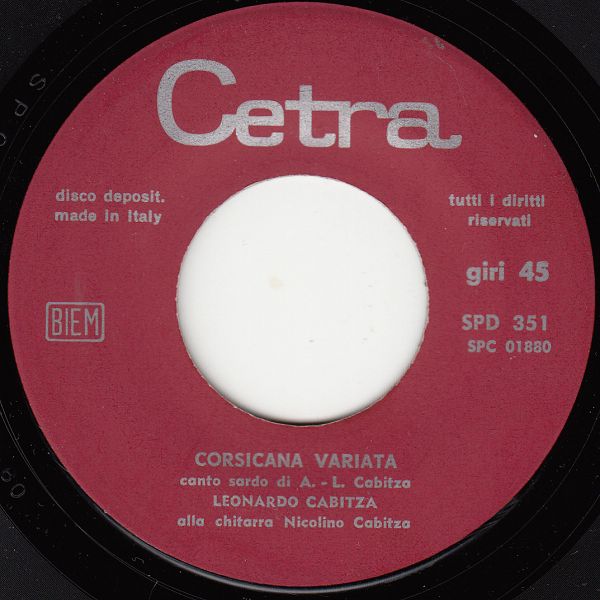 Cetra
disco deposit.
made in Italy
tutti i diritti
riservati
giri 45
BIEM
SPD 351
SPC 01880
CORSICANA VARIATA
canto sardo di A. - L. Cabitza
LEONARDO CABITZA
alla chitarra Nicolino Cabitza